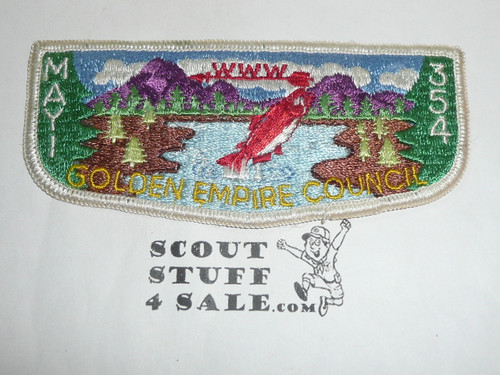 MAYI
WWW
354
GOLDEN EMPIRE COUNCIL
SCOUT
STUFF
4 SALE.COM